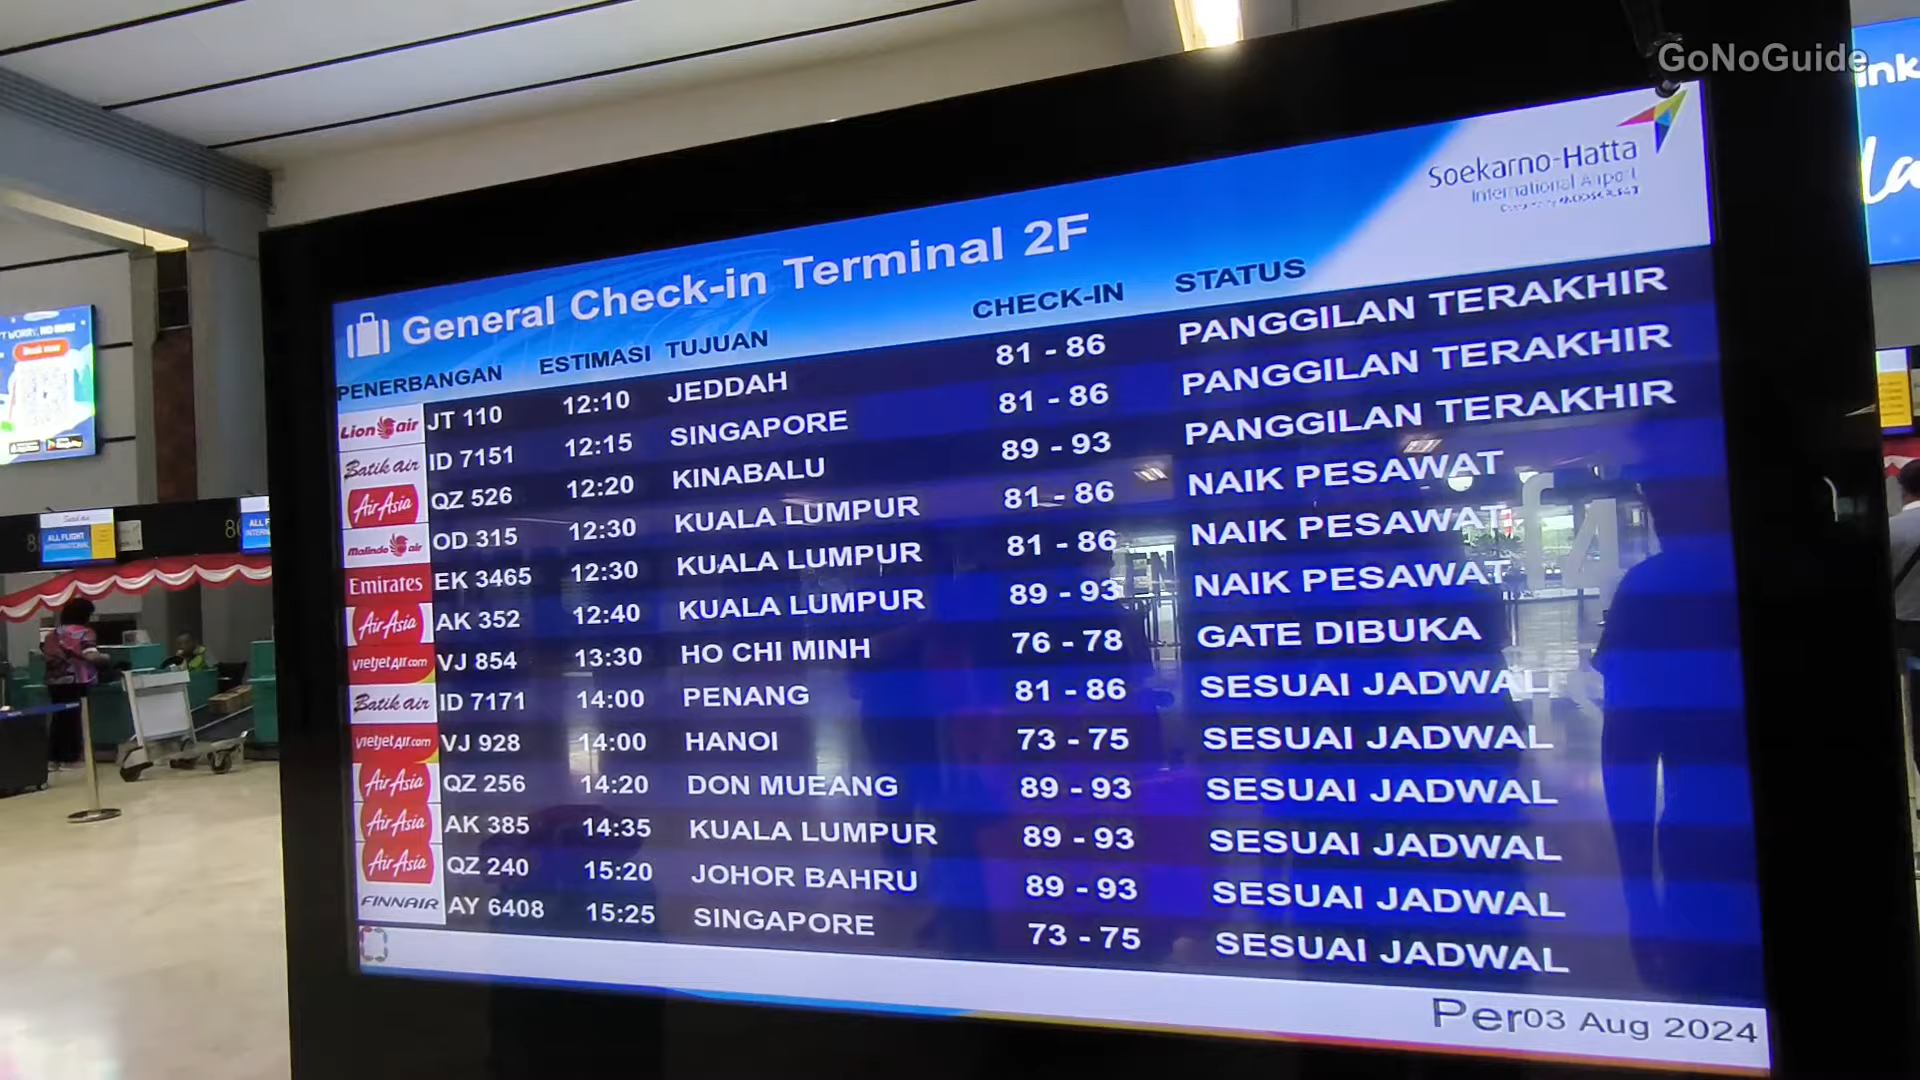 GoNoGuide
ink
Soekarno-Hatta
International Airport
General Check-in Terminal 2F
PENERBANGAN ESTIMASI TUJUAN CHECK-IN STATUS
Lion air JT 110 12:10 JEDDAH 81 - 86 PANGGILAN TERAKHIR
Batik air ID 7151 12:15 SINGAPORE 81 - 86 PANGGILAN TERAKHIR
AirAsia QZ 526 12:20 KINABALU 89 - 93 PANGGILAN TERAKHIR
malindo air OD 315 12:30 KUALA LUMPUR 81 - 86 NAIK PESAWAT
Emirates EK 3465 12:30 KUALA LUMPUR 81 - 86 NAIK PESAWAT
AirAsia AK 352 12:40 KUALA LUMPUR 89 - 93 NAIK PESAWAT
vietjetAir.com VJ 854 13:30 HO CHI MINH 76 - 78 GATE DIBUKA
Batik air ID 7171 14:00 PENANG 81 - 86 SESUAI JADWAL
vietjetAir.com VJ 928 14:00 HANOI 73 - 75 SESUAI JADWAL
AirAsia QZ 256 14:20 DON MUEANG 89 - 93 SESUAI JADWAL
AirAsia AK 385 14:35 KUALA LUMPUR 89 - 93 SESUAI JADWAL
AirAsia QZ 240 15:20 JOHOR BAHRU 89 - 93 SESUAI JADWAL
FINNAIR AY 6408 15:25 SINGAPORE 73 - 75 SESUAI JADWAL
Per03 Aug 2024
Book now
ALL FLIGHT
INTERNATIONAL
ALL F